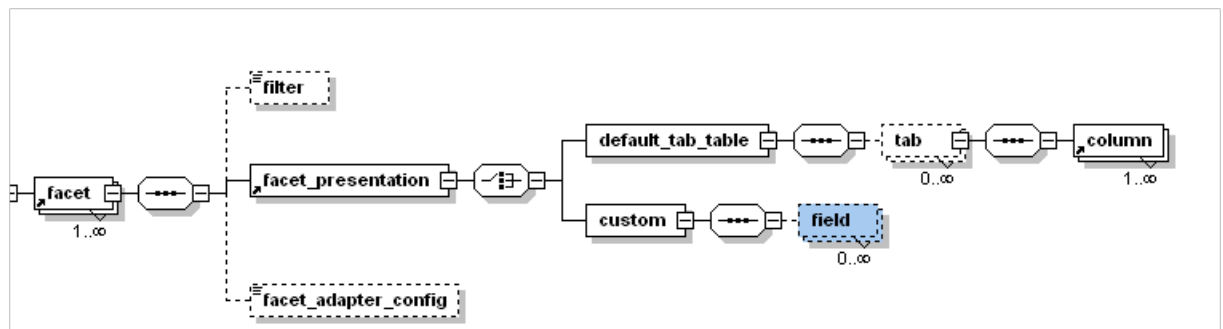 filter
default_tab_table
tab
column
0..∞
1..∞
facet
facet_presentation
1..∞
custom
field
0..∞
facet_adapter_config